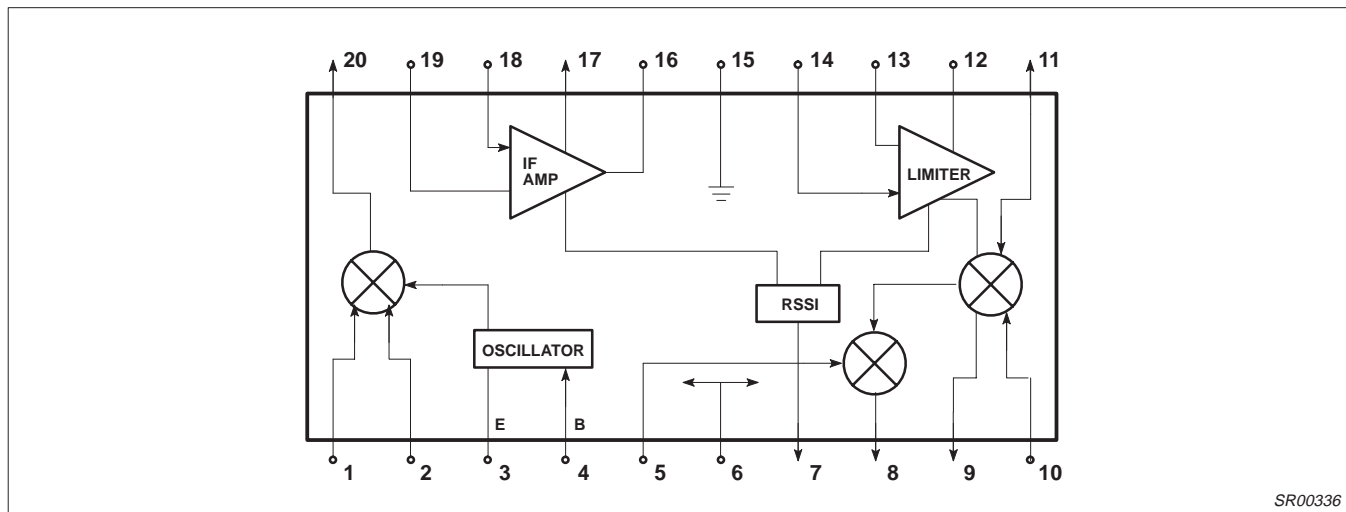 20 19 18 17 16 15 14 13 12 11
IF
AMP
LIMITER
RSSI
OSCILLATOR
E B
1 2 3 4 5 6 7 8 9 10
SR00336